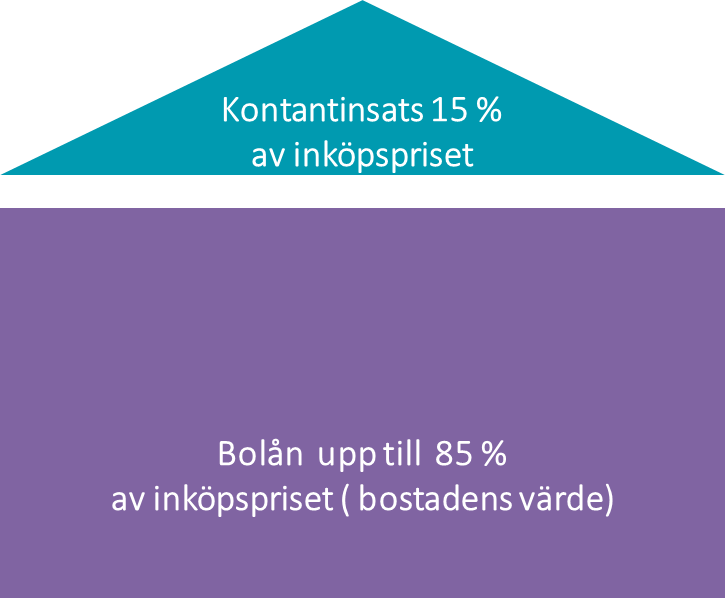 Kontantinsats 15 %
av inköpspriset
Bolån upp till 85 %
av inköpspriset ( bostadens värde)